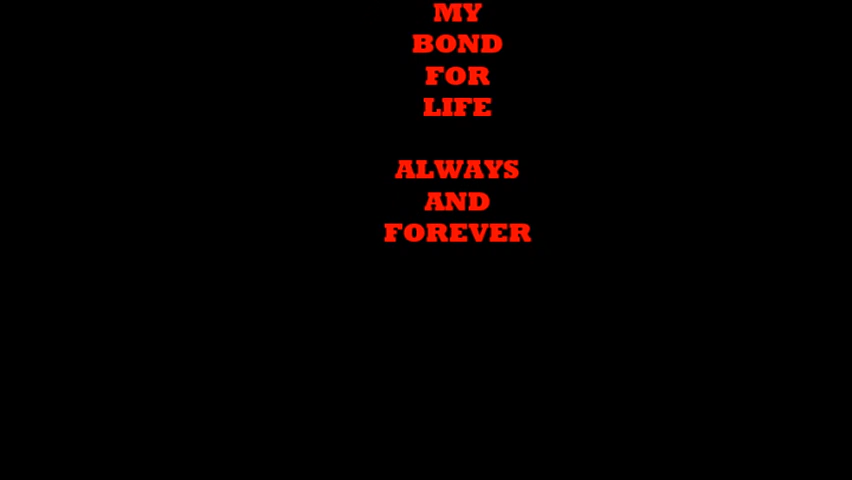 MY
BOND
FOR
LIFE
ALWAYS
AND
FOREVER